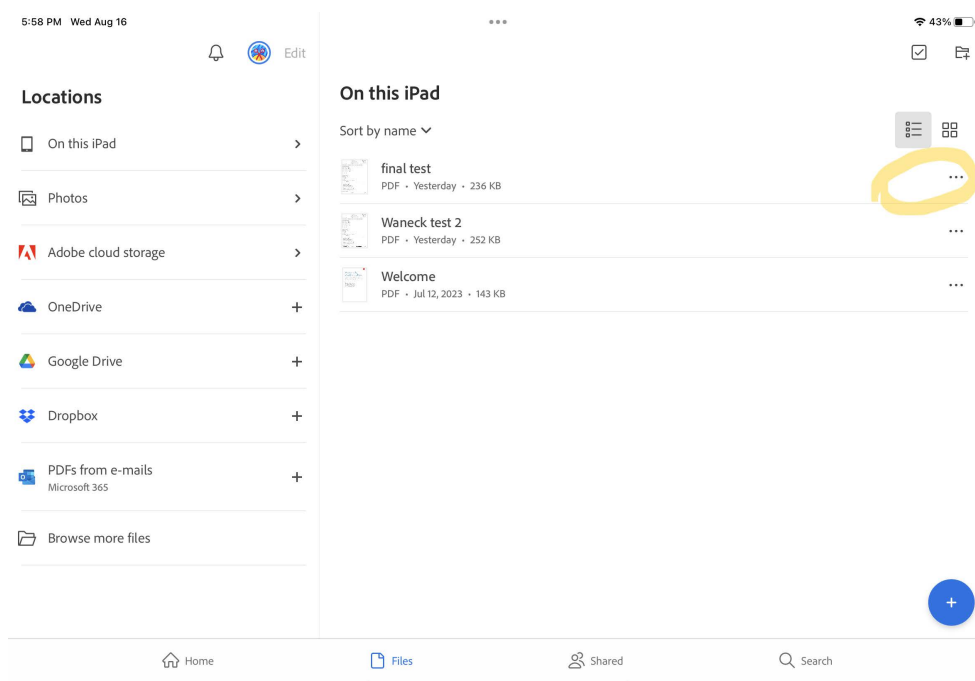 5:58 PM Wed Aug 16
43%
Edit
Locations
On this iPad
Photos
Adobe cloud storage
OneDrive
Google Drive
Dropbox
PDFs from e-mails
Microsoft 365
Browse more files
On this iPad
Sort by name
final test
PDF • Yesterday • 236 KB
Waneck test 2
PDF • Yesterday • 252 KB
Welcome
PDF • Jul 12, 2023 • 143 KB
Home
Files
Shared
Search